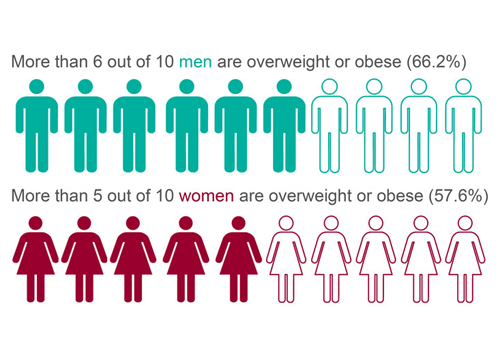 More than 6 out of 10 men are overweight or obese (66.2%)
More than 5 out of 10 women are overweight or obese (57.6%)